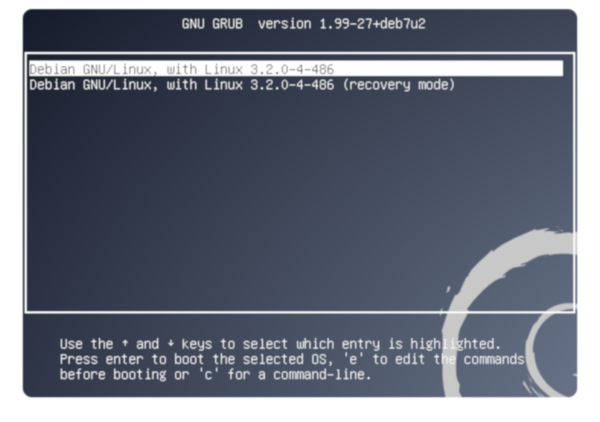 GNU GRUB  version 1.99-27+deb7u2
Debian GNU/Linux, with Linux 3.2.0-4-486
Debian GNU/Linux, with Linux 3.2.0-4-486 (recovery mode)
Use the ↑ and ↓ keys to select which entry is highlighted.
Press enter to boot the selected OS, 'e' to edit the commands
before booting or 'c' for a command-line.